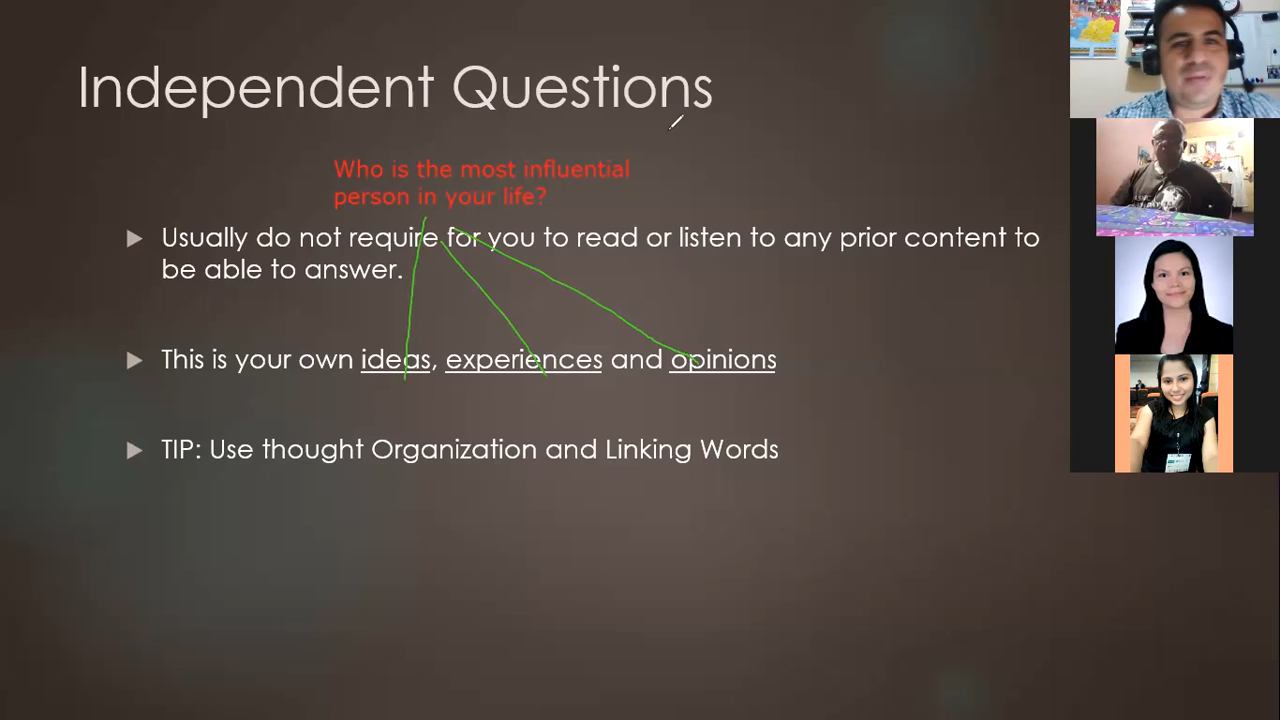 Independent Questions
Who is the most influential
person in your life?
Usually do not require for you to read or listen to any prior content to
be able to answer.
This is your own ideas, experiences and opinions
TIP: Use thought Organization and Linking Words